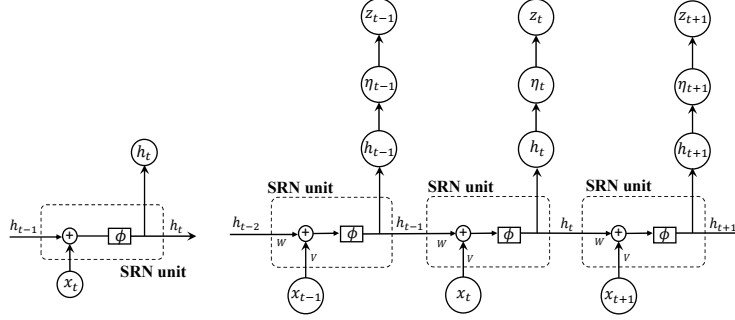 z_{t-1} z_t z_{t+1}
η_{t-1} η_t η_{t+1}
h_t h_{t-1} h_t h_{t+1}
SRN unit SRN unit SRN unit
h_{t-1} + ϕ h_t h_{t-2} W + ϕ h_{t-1} W + ϕ h_t W + ϕ h_{t+1}
V V V
SRN unit
x_t x_{t-1} x_t x_{t+1}